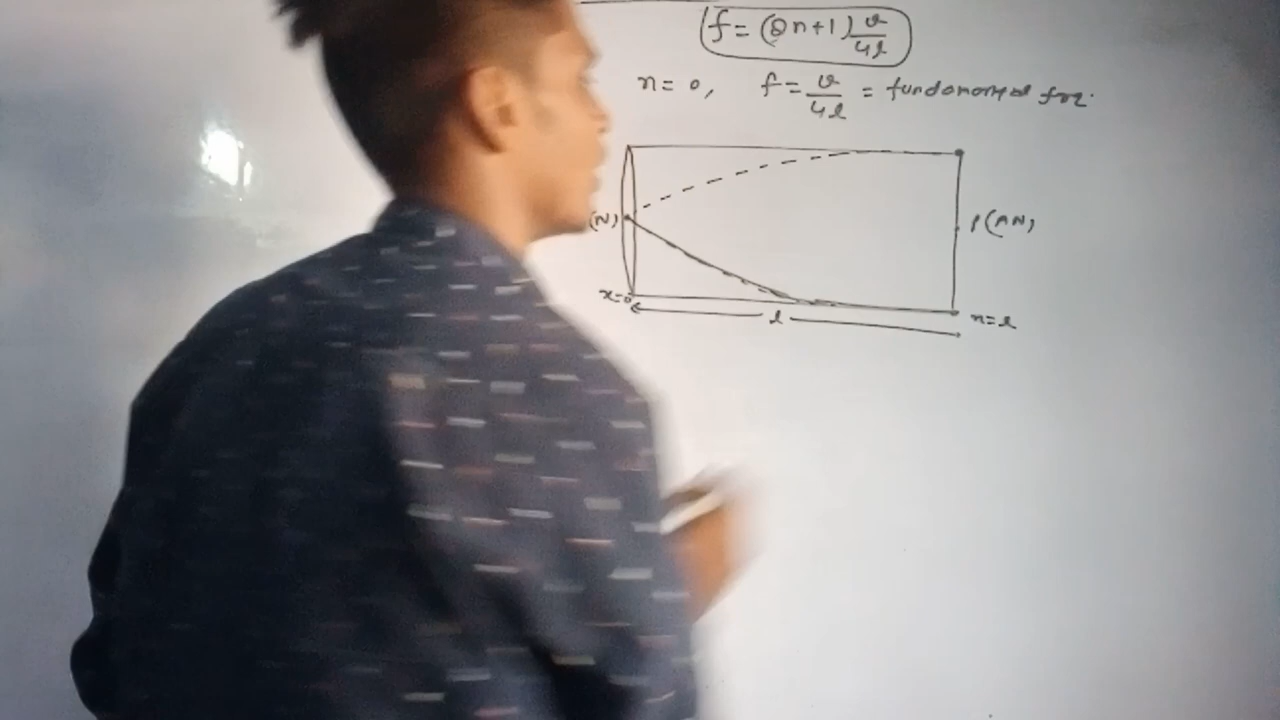 f = (2n+1) v/4l
n = 0, f = v/4l = fundamental frq.
(N) P(AN)
x=0 l x=l